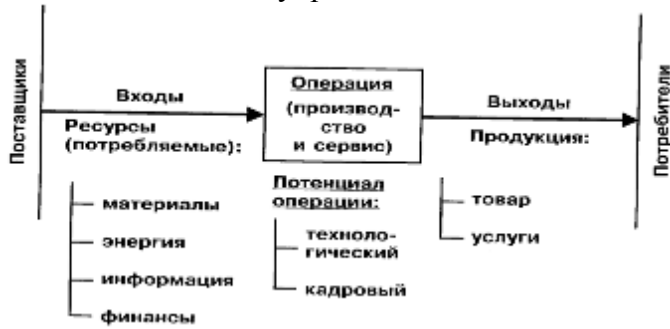 Поставщики
Входы
Ресурсы
(потребляемые):
материалы
энергия
информация
финансы
Операция
(производ-
ство
и сервис)
Потенциал
операции:
техноло-
гический
кадровый
Выходы
Продукция:
товар
услуги
Потребители